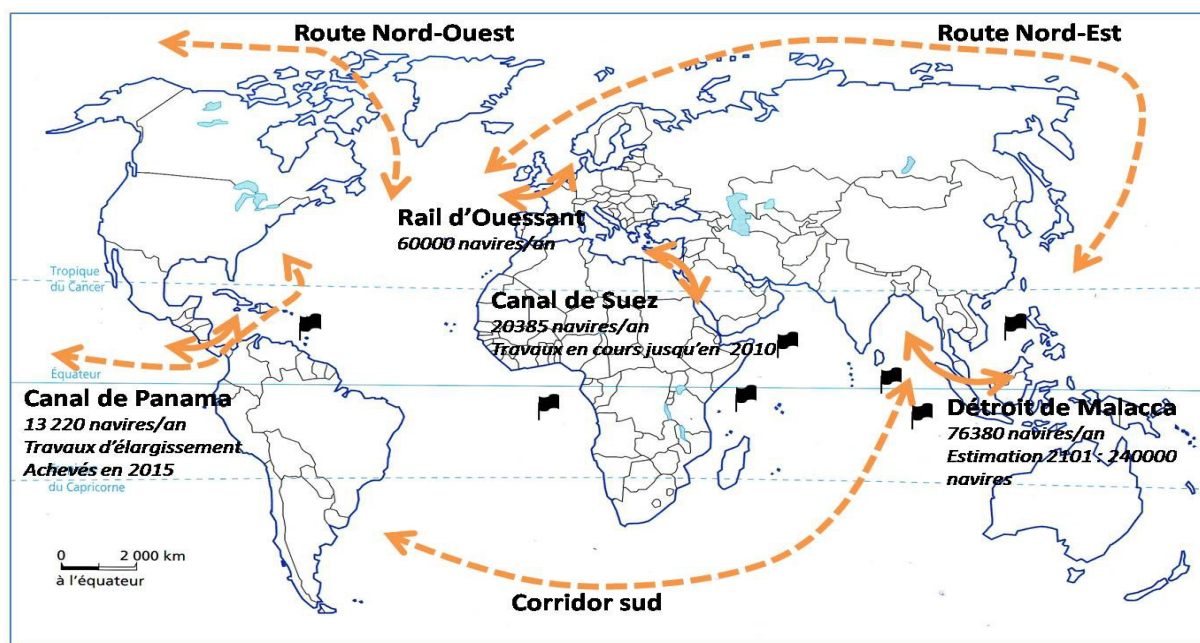 Route Nord-Ouest
Route Nord-Est
Rail d'Ouessant
60000 navires/an
Tropique
du Cancer
Canal de Suez
20385 navires/an
Travaux en cours jusqu'en 2010
Équateur
Canal de Panama
13 220 navires/an
Travaux d'élargissement
Achevés en 2015
du Capricorne
Détroit de Malacca
76380 navires/an
Estimation 2101 : 240000
navires
0 2 000 km
à l'équateur
Corridor sud